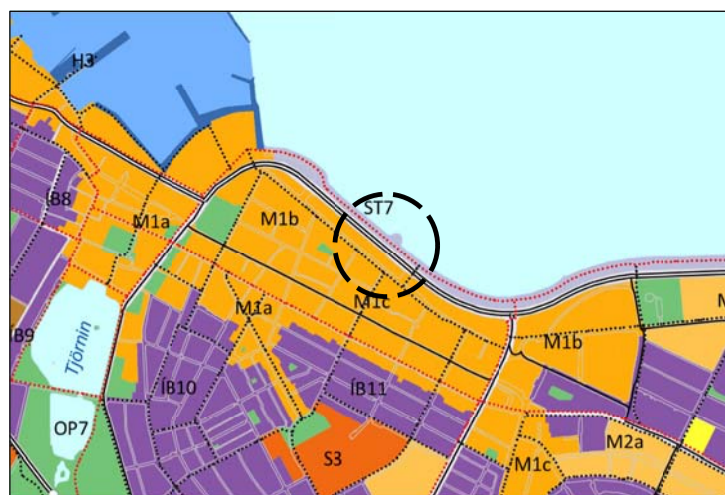 H3
ÍB8
M1a
M1b
ST7
M1a
M1c
M1b
M
ÍB9
Tjörnin
ÍB10
ÍB11
OP7
S3
M2a
M1c